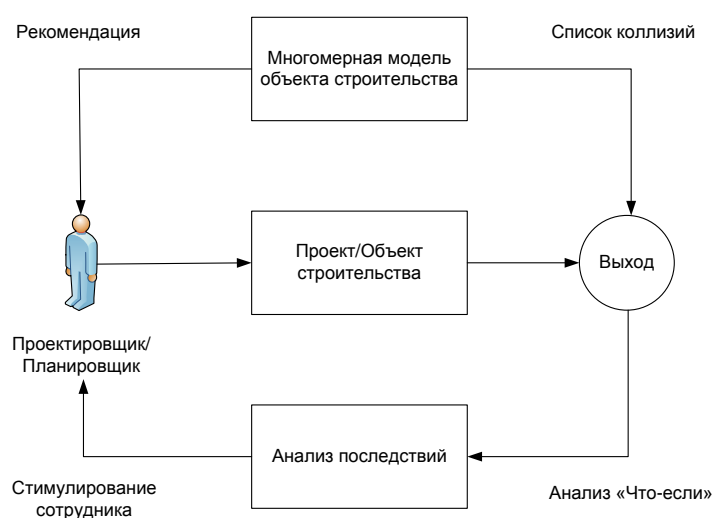 Рекомендация
Многомерная модель
объекта строительства
Список коллизий
Проект/Объект
строительства
Выход
Проектировщик/
Планировщик
Анализ последствий
Стимулирование
сотрудника
Анализ «Что-если»